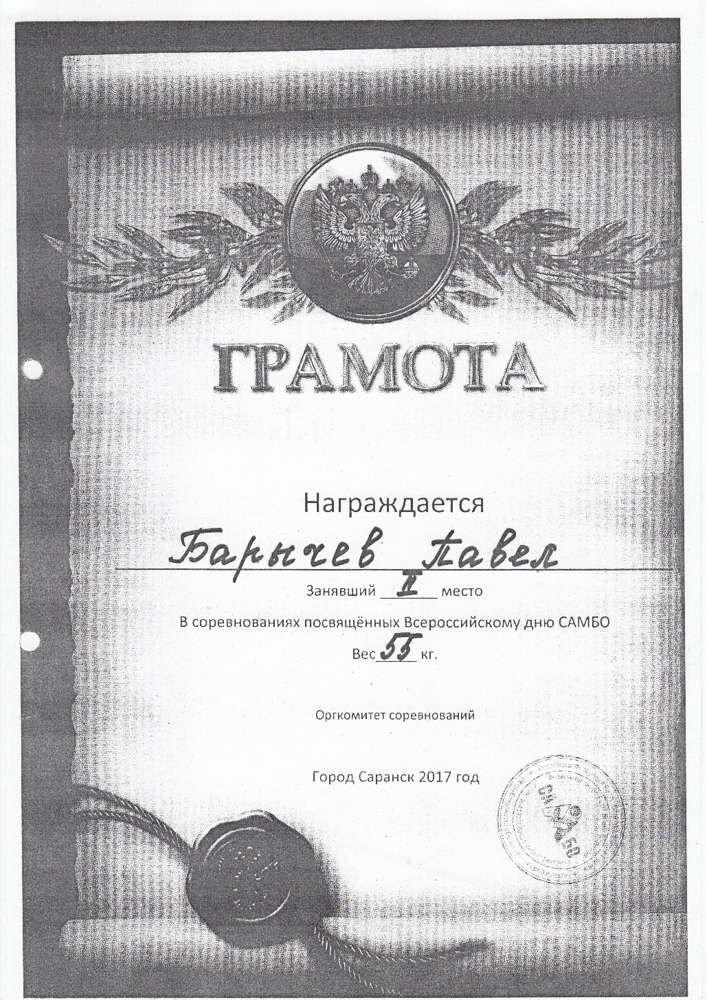 ГРАМОТА
Награждается
Барычев Павел
Занявший II место
В соревнованиях посвящённых Всероссийскому дню САМБО
Вес 55 кг.
Оргкомитет соревнований
Город Саранск 2017 год
САМБО